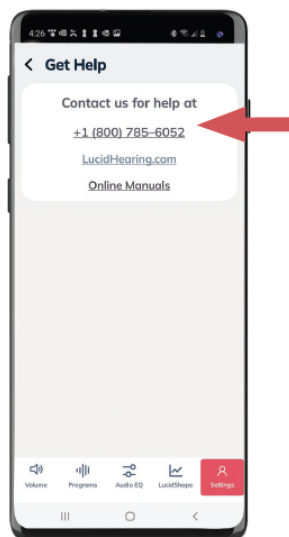 4:26
Get Help
Contact us for help at
+1 (800) 785–6052
LucidHearing.com
Online Manuals
Volume
Programs
Audio EQ
LucidShape
Settings